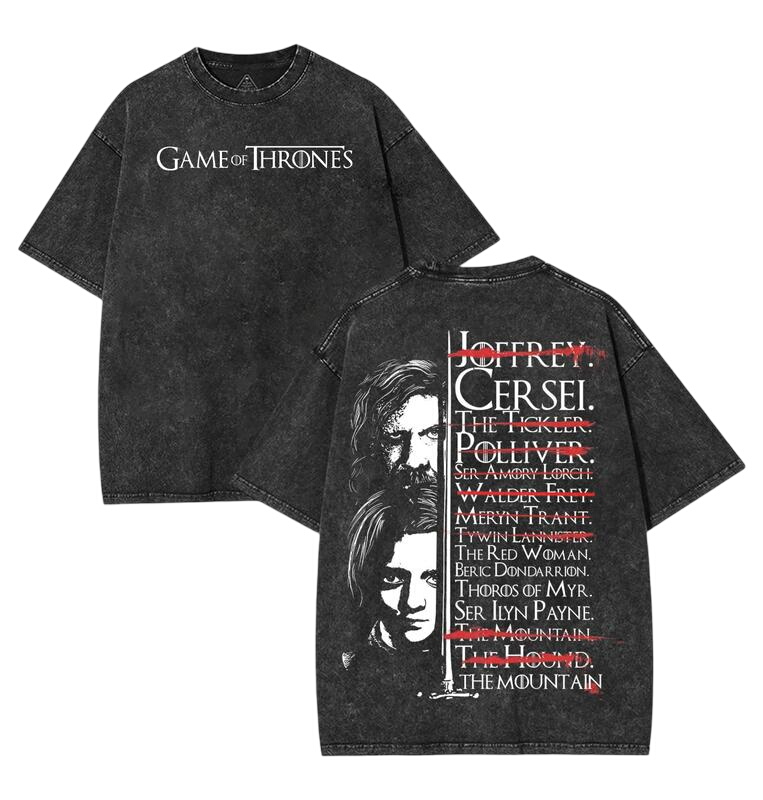 GAME OF THRONES
JOFFREY.
CERSEI.
THE TICKLER.
POLLIVER.
SER AMORY LORCH.
WALDER FREY.
MERYN TRANT.
TYWIN LANNISTER.
THE RED WOMAN.
BERIC DONDARRION.
THOROS OF MYR.
SER ILYN PAYNE.
THE MOUNTAIN.
THE HOUND.
THE MOUNTAIN